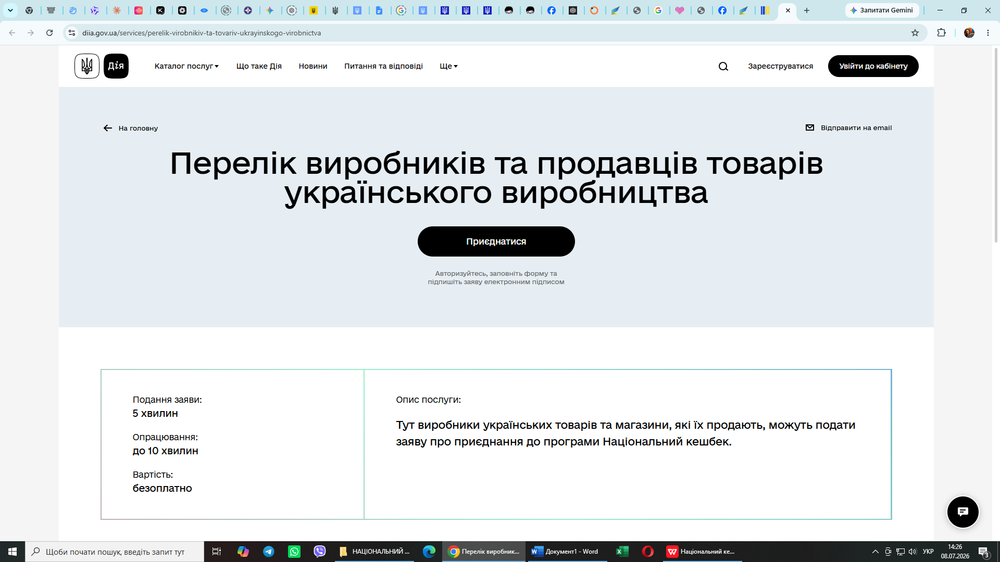 Запитати Gemini
diia.gov.ua/services/perelik-virobnikiv-ta-tovariv-ukrayinskogo-virobnictva
Дія
Каталог послуг
Що таке Дія
Новини
Питання та відповіді
Ще
Зареєструватися
Увійти до кабінету
На головну
Відправити на email
Перелік виробників та продавців товарів
українського виробництва
Приєднатися
Авторизуйтесь, заповніть форму та
підпишіть заяву електронним підписом
Подання заяви:
5 хвилин
Опрацювання:
до 10 хвилин
Вартість:
безоплатно
Опис послуги:
Тут виробники українських товарів та магазини, які їх продають, можуть подати
заяву про приєднання до програми Національний кешбек.
Щоби почати пошук, введіть запит тут
НАЦІОНАЛЬНИЙ ...
Перелік виробник...
Документ1 - Word
Національний ке...
УКР
14:26
08.07.2026
3